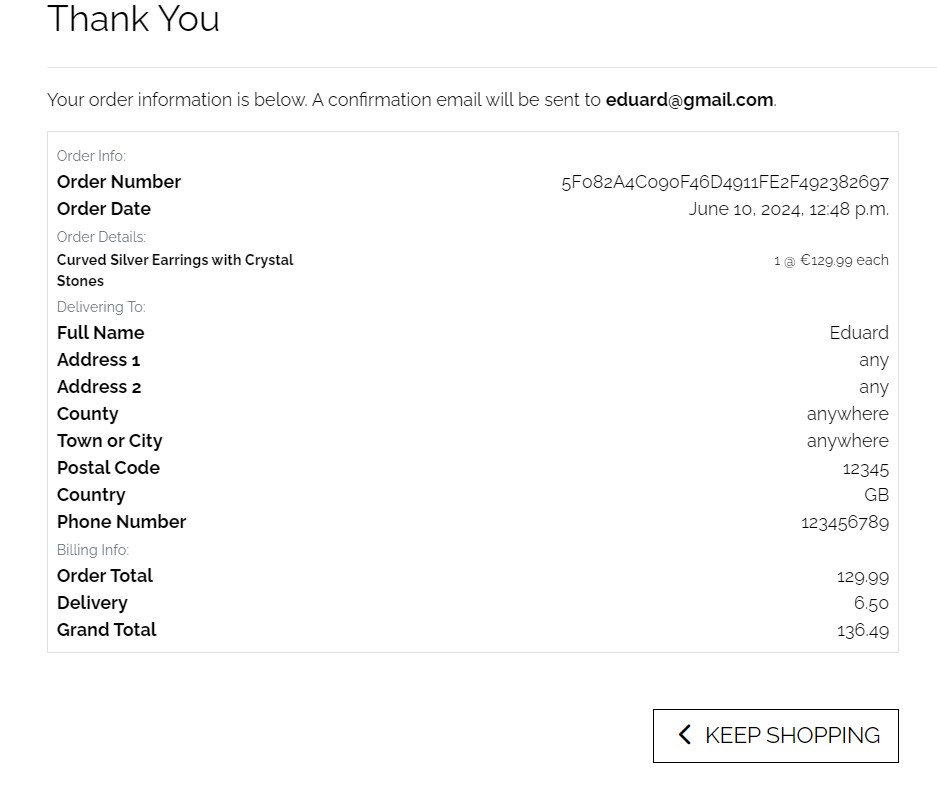 Thank You
Your order information is below. A confirmation email will be sent to eduard@gmail.com.
Order Info:
Order Number 5F082A4C090F46D4911FE2F492382697
Order Date June 10, 2024, 12:48 p.m.
Order Details:
Curved Silver Earrings with Crystal 1 @ €129.99 each
Stones
Delivering To:
Full Name Eduard
Address 1 any
Address 2 any
County anywhere
Town or City anywhere
Postal Code 12345
Country GB
Phone Number 123456789
Billing Info:
Order Total 129.99
Delivery 6.50
Grand Total 136.49
KEEP SHOPPING